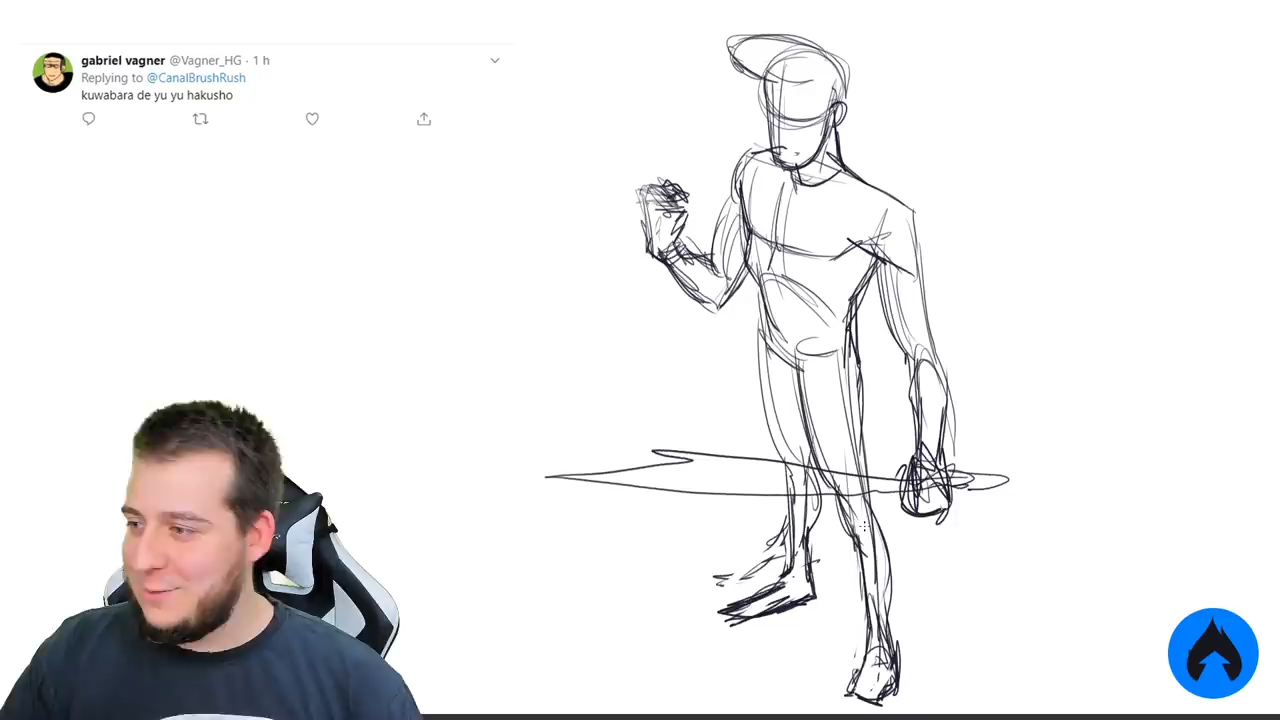 gabriel vagner @Vagner_HG · 1 h
Replying to @CanalBrushRush
kuwabara de yu yu hakusho